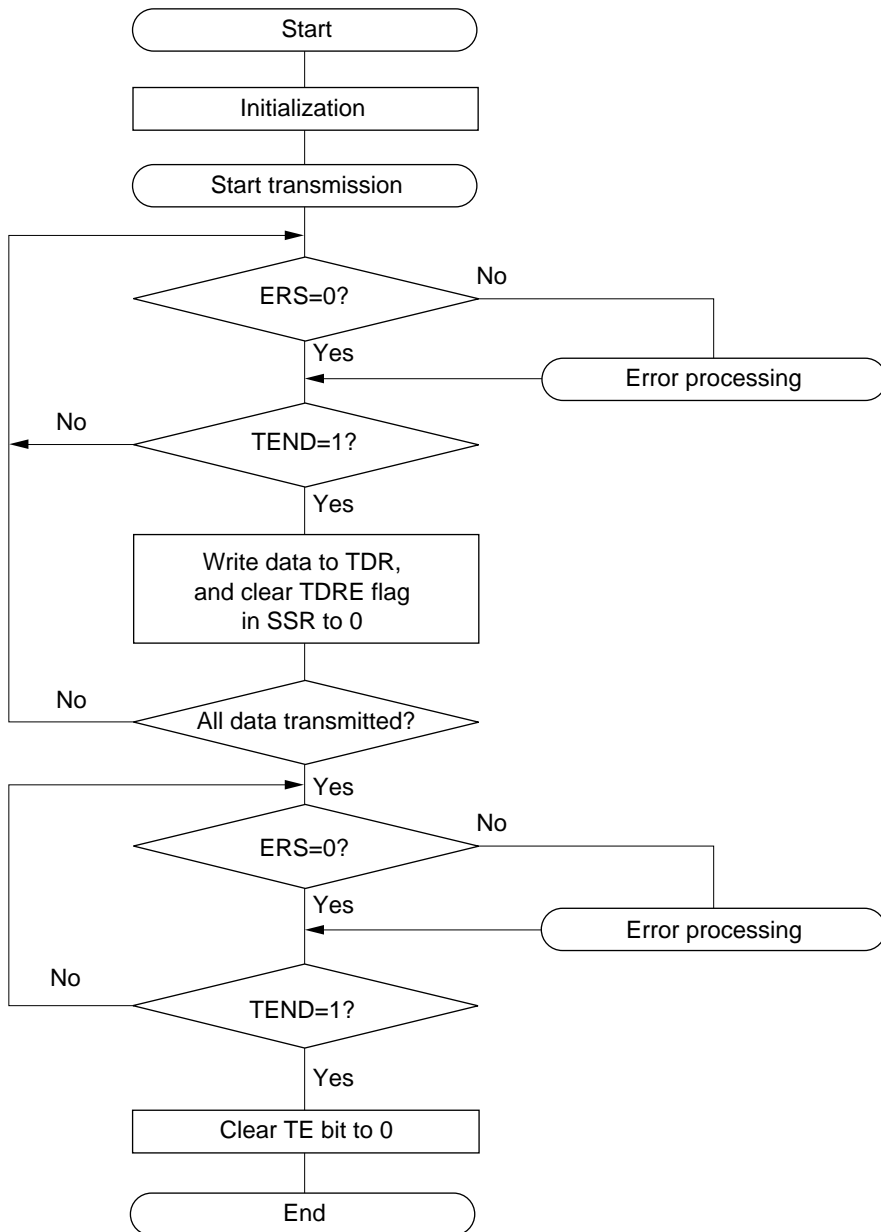 Start
Initialization
Start transmission
ERS=0?
No
Yes
Error processing
No
TEND=1?
Yes
Write data to TDR,
and clear TDRE flag
in SSR to 0
No
All data transmitted?
Yes
No
ERS=0?
Yes
Error processing
No
TEND=1?
Yes
Clear TE bit to 0
End